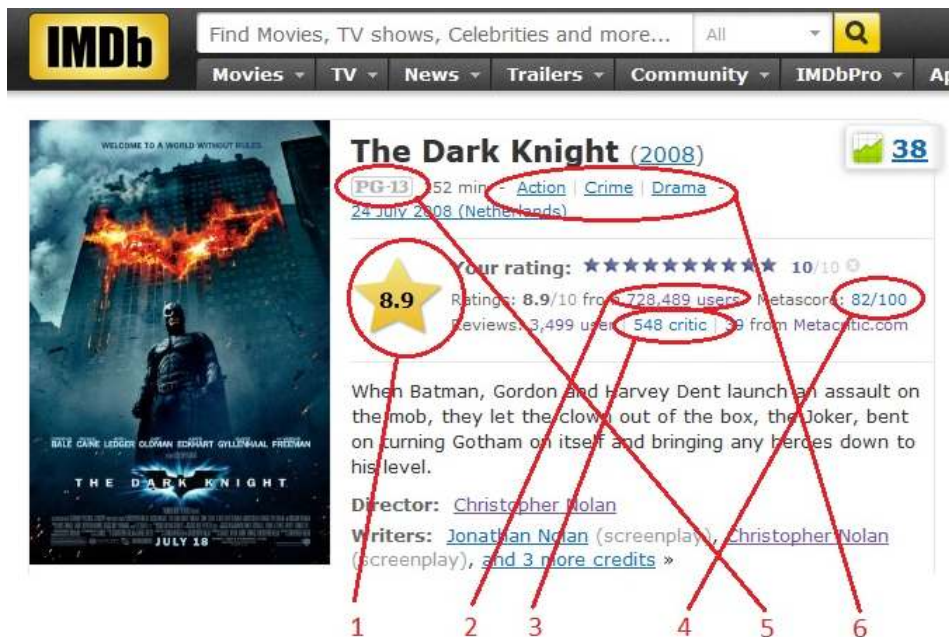 IMDb
Find Movies, TV shows, Celebrities and more... All
Movies TV News Trailers Community IMDbPro Ap
WELCOME TO A WORLD WITHOUT RULES.
The Dark Knight (2008)
38
PG-13 152 min - Action | Crime | Drama -
24 July 2008 (Netherlands)
Your rating: 10/10
8.9
Ratings: 8.9/10 from 728,489 users Metascore: 82/100
Reviews: 3,499 user | 548 critic | 39 from Metacritic.com
When Batman, Gordon and Harvey Dent launch an assault on
the mob, they let the clown out of the box, the Joker, bent
on turning Gotham on itself and bringing any heroes down to
his level.
BALE CAINE LEDGER OLDMAN ECKHART GYLLENHAAL FREEMAN
THE DARK KNIGHT
JULY 18
Director: Christopher Nolan
Writers: Jonathan Nolan (screenplay), Christopher Nolan
(screenplay), and 3 more credits »
1 2 3 4 5 6